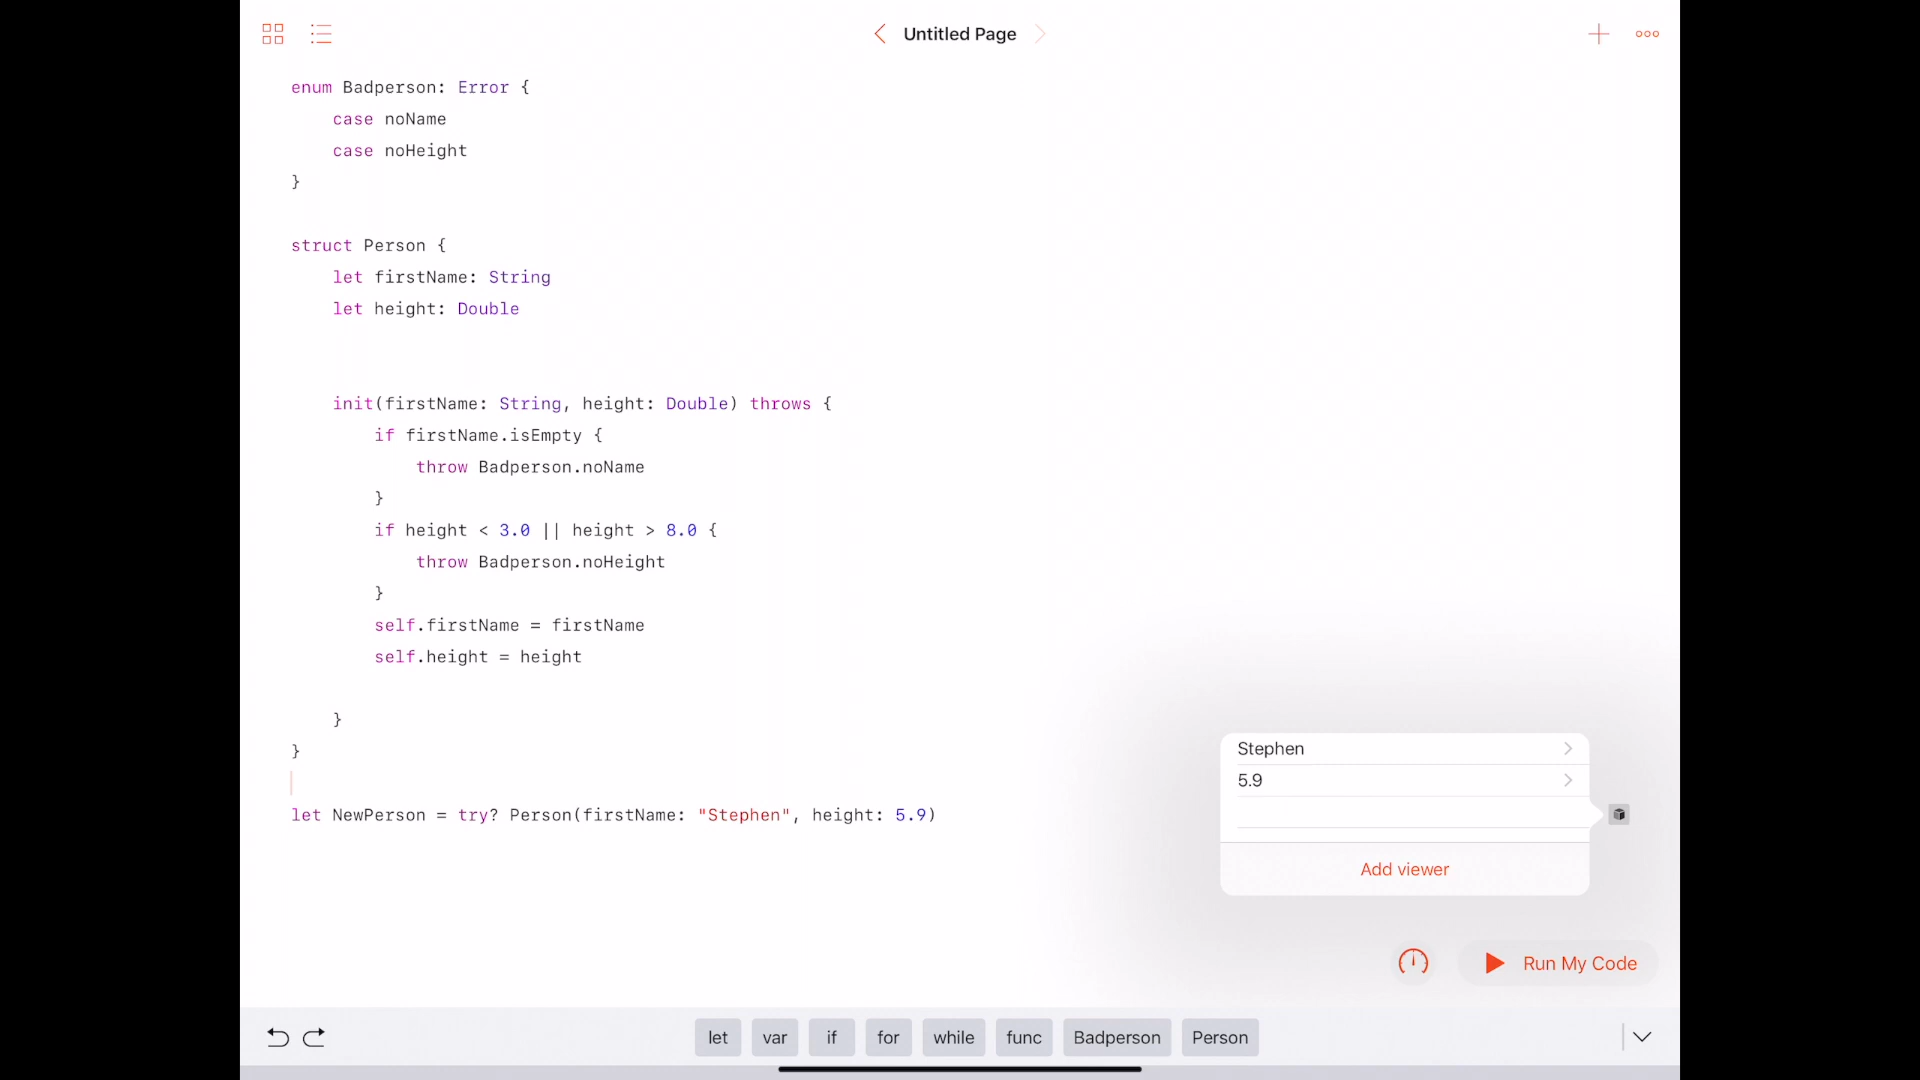 Untitled Page
enum Badperson: Error {
    case noName
    case noHeight
}
struct Person {
    let firstName: String
    let height: Double
    init(firstName: String, height: Double) throws {
        if firstName.isEmpty {
            throw Badperson.noName
        }
        if height < 3.0 || height > 8.0 {
            throw Badperson.noHeight
        }
        self.firstName = firstName
        self.height = height
    }
}
let NewPerson = try? Person(firstName: "Stephen", height: 5.9)
Stephen
5.9
Add viewer
Run My Code
let var if for while func Badperson Person